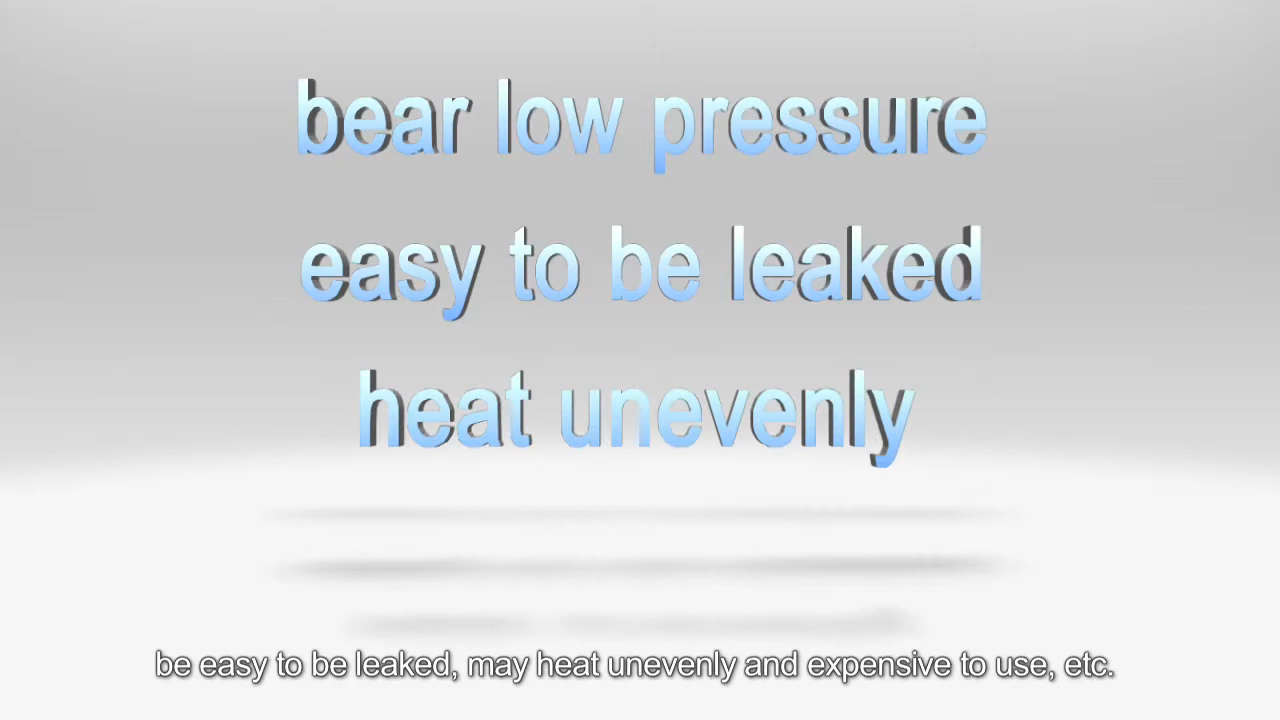 bear low pressure
easy to be leaked
heat unevenly
be easy to be leaked, may heat unevenly and expensive to use, etc.